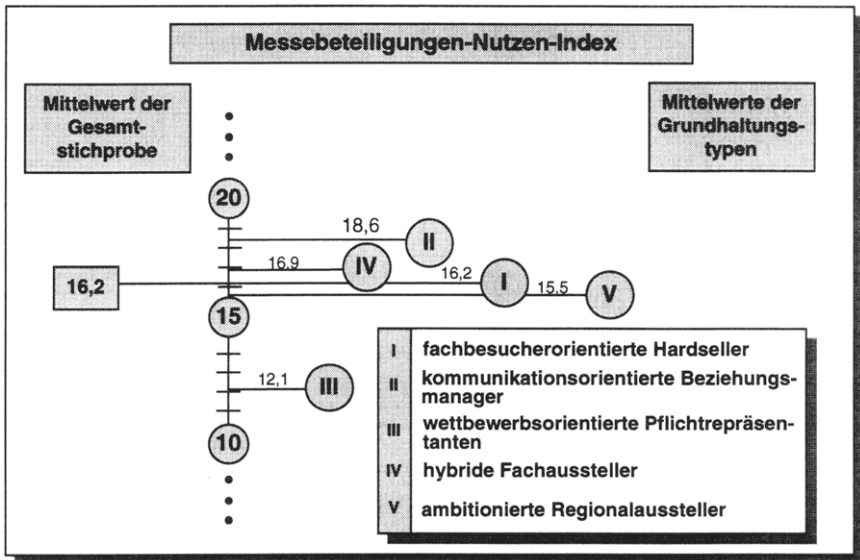 Messebeteiligungen-Nutzen-Index
Mittelwert der
Gesamt-
stichprobe
Mittelwerte der
Grundhaltungs-
typen
20
18,6
II
16.9
IV
16,2
I
15,5
V
16,2
15
12,1
III
10
I fachbesucherorientierte Hardseller
II kommunikationsorientierte Beziehungs-
manager
III wettbewerbsorientierte Pflichtrepräsen-
tanten
IV hybride Fachaussteller
V ambitionierte Regionalaussteller